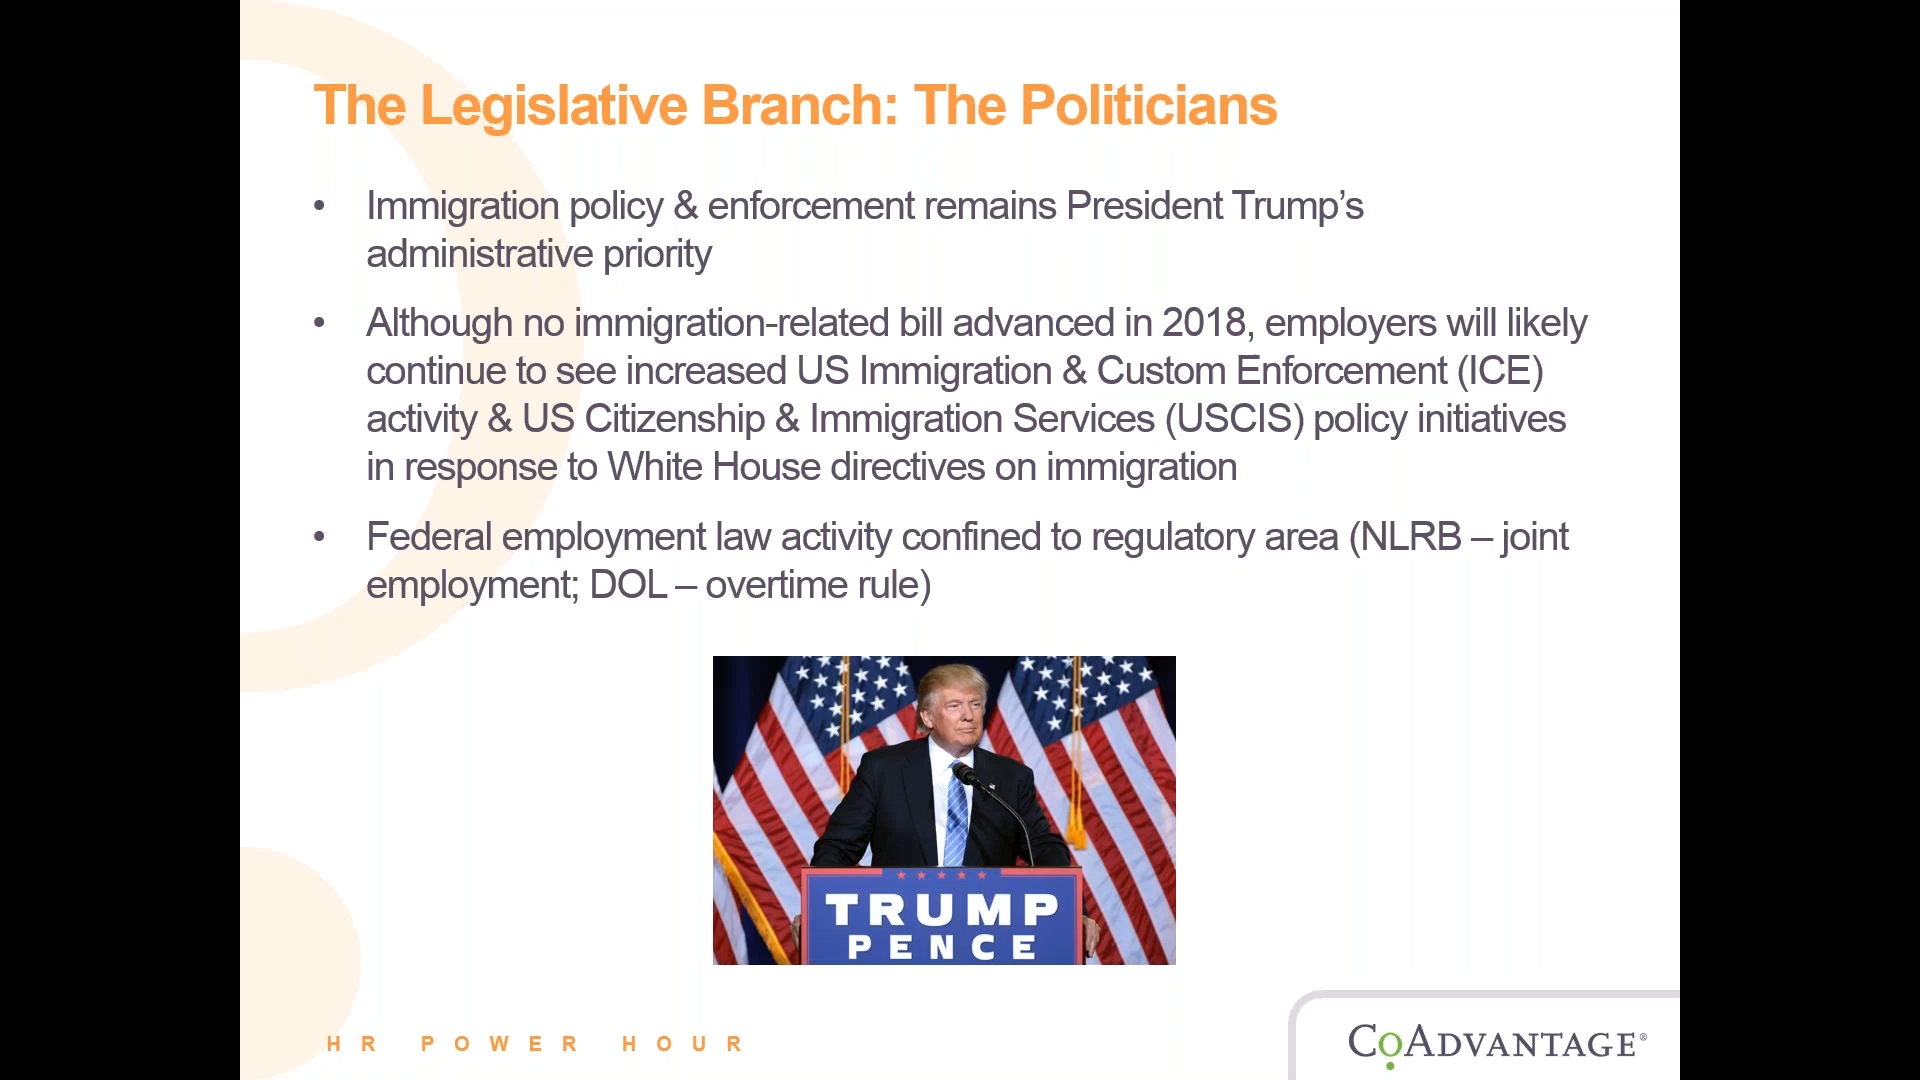 The Legislative Branch: The Politicians
• Immigration policy & enforcement remains President Trump’s
administrative priority
• Although no immigration-related bill advanced in 2018, employers will likely
continue to see increased US Immigration & Custom Enforcement (ICE)
activity & US Citizenship & Immigration Services (USCIS) policy initiatives
in response to White House directives on immigration
• Federal employment law activity confined to regulatory area (NLRB – joint
employment; DOL – overtime rule)
TRUMP
PENCE
HR POWER HOUR
COADVANTAGE®